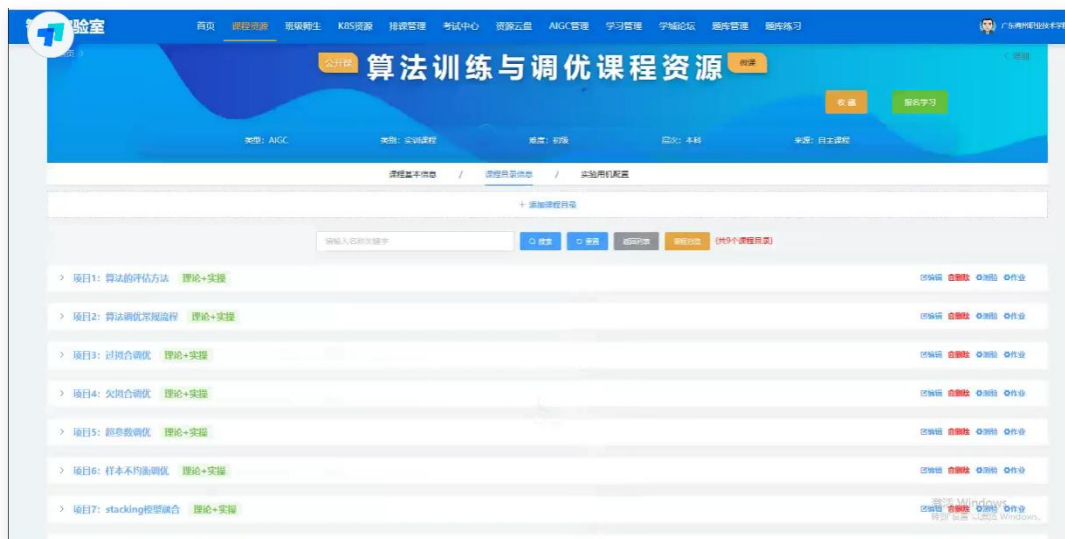 验室 首页 课程资源 班级师生 K8S资源 排课管理 考试中心 资源云盘 AIGC管理 学习管理 学城论坛 题库管理 题库练习
公开课 算法训练与调优课程资源 微课
收藏 报名学习
类型: AIGC 类别: 实训课程 难度: 初级 层次: 本科 来源: 自主课程
课程基本信息 / 课程目录信息 / 实验用机配置
+ 添加课程目录
请输入名称关键字 搜索 重置 返回列表 (共9个课程目录)
项目1: 算法的评估方法 理论+实操 编辑 删除 测验 作业
项目2: 算法调优常规流程 理论+实操 编辑 删除 测验 作业
项目3: 过拟合调优 理论+实操 编辑 删除 测验 作业
项目4: 欠拟合调优 理论+实操 编辑 删除 测验 作业
项目5: 超参数调优 理论+实操 编辑 删除 测验 作业
项目6: 样本不均衡调优 理论+实操 编辑 删除 测验 作业
项目7: stacking模型融合 理论+实操 编辑 删除 测验 作业
激活 Windows